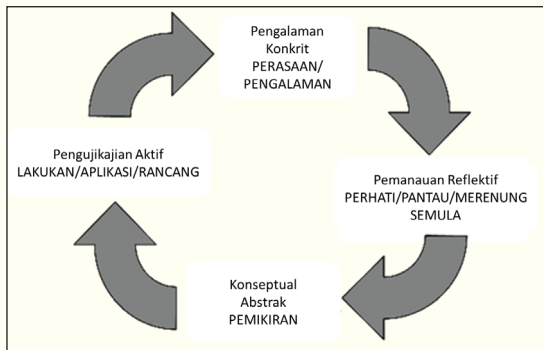 Pengalaman
Konkrit
PERASAAN/
PENGALAMAN
Pemanauan Reflektif
PERHATI/PANTAU/MERENUNG
SEMULA
Konseptual
Abstrak
PEMIKIRAN
Pengujikajian Aktif
LAKUKAN/APLIKASI/RANCANG